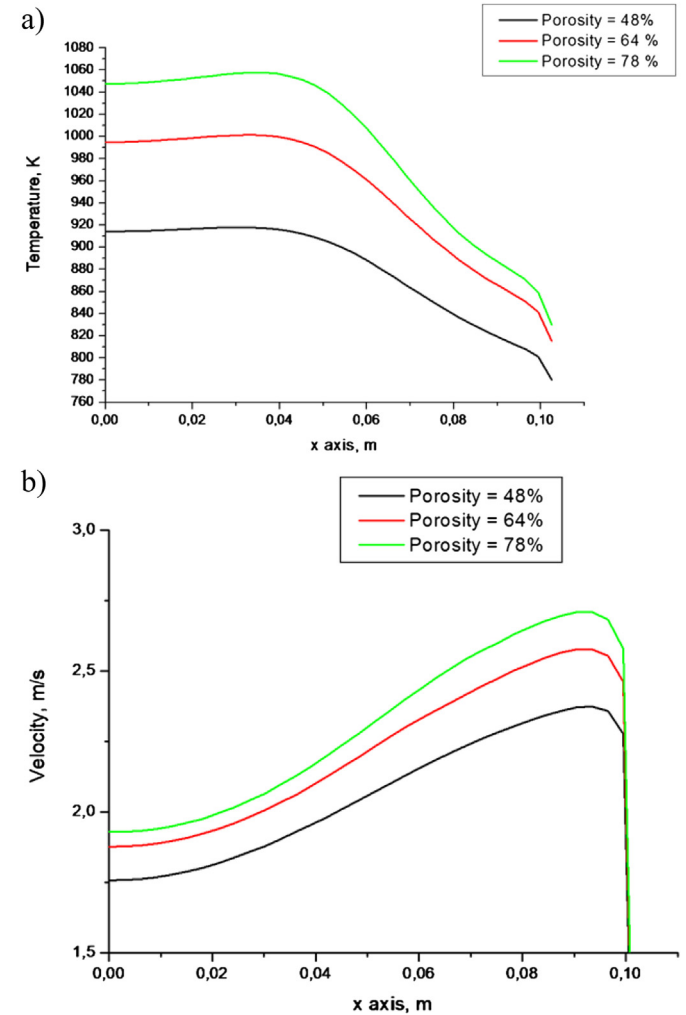 a)
Porosity = 48%
Porosity = 64 %
Porosity = 78 %
1080
1060
1040
1020
1000
980
960
940
920
900
880
860
840
820
800
780
760
Temperature, K
0,00 0,02 0,04 0,06 0,08 0,10
x axis, m
b)
Porosity = 48%
Porosity = 64%
Porosity = 78%
3,0
2,5
2,0
1,5
Velocity, m/s
0,00 0,02 0,04 0,06 0,08 0,10
x axis, m